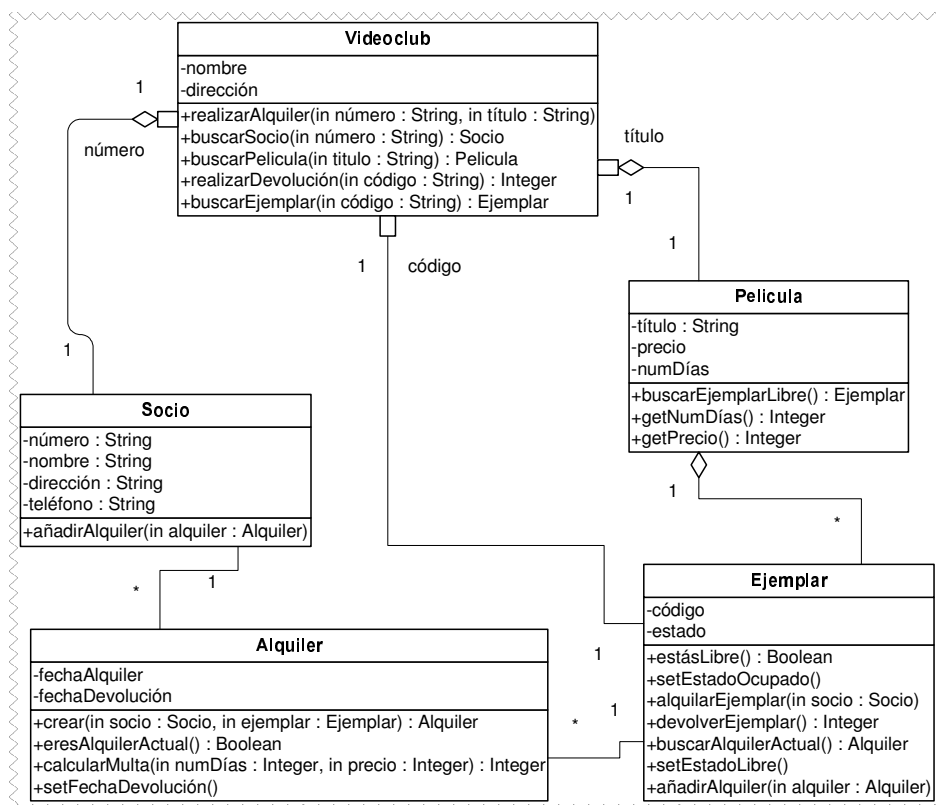 Videoclub
-nombre
-dirección
+realizarAlquiler(in número : String, in título : String)
+buscarSocio(in número : String) : Socio
+buscarPelicula(in titulo : String) : Pelicula
+realizarDevolución(in código : String) : Integer
+buscarEjemplar(in código : String) : Ejemplar
1
número
1
título
1
1
1
código
Pelicula
-título : String
-precio
-numDías
+buscarEjemplarLibre() : Ejemplar
+getNumDías() : Integer
+getPrecio() : Integer
1
*
Socio
-número : String
-nombre : String
-dirección : String
-teléfono : String
+añadirAlquiler(in alquiler : Alquiler)
1
*
Alquiler
-fechaAlquiler
-fechaDevolución
+crear(in socio : Socio, in ejemplar : Ejemplar) : Alquiler
+eresAlquilerActual() : Boolean
+calcularMulta(in numDías : Integer, in precio : Integer) : Integer
+setFechaDevolución()
*
1
1
Ejemplar
-código
-estado
+estásLibre() : Boolean
+setEstadoOcupado()
+alquilarEjemplar(in socio : Socio)
+devolverEjemplar() : Integer
+buscarAlquilerActual() : Alquiler
+setEstadoLibre()
+añadirAlquiler(in alquiler : Alquiler)